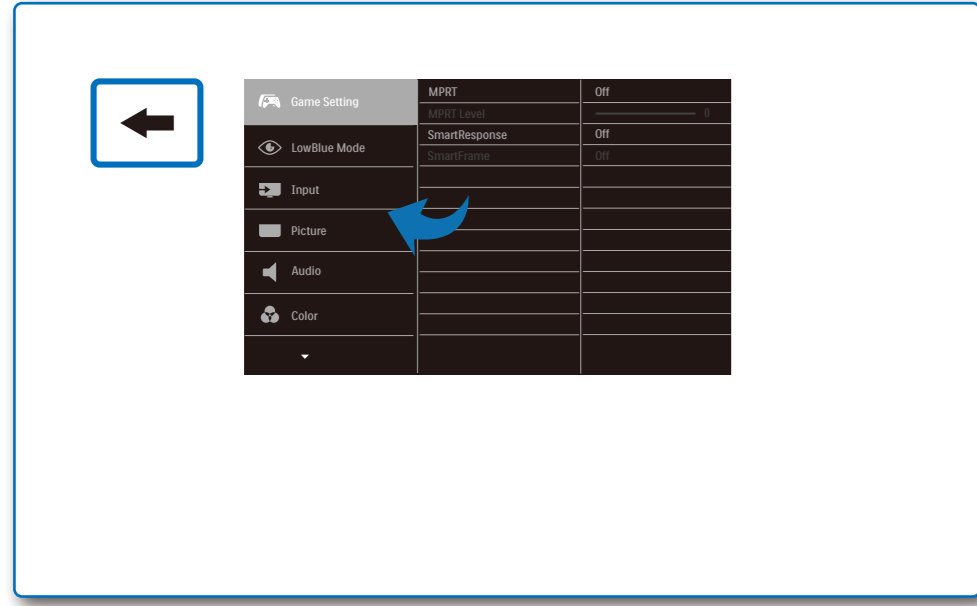 Game Setting
LowBlue Mode
Input
Picture
Audio
Color
MPRT Off
MPRT Level 0
SmartResponse Off
SmartFrame Off